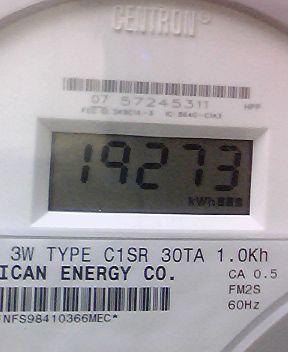 CENTRON®
07 57245311 HPP
19273
kWh
3W TYPE C1SR 30TA 1.0Kh
ICAN ENERGY CO. CA 0.5
FM2S
60Hz
NFS98410366MEC*